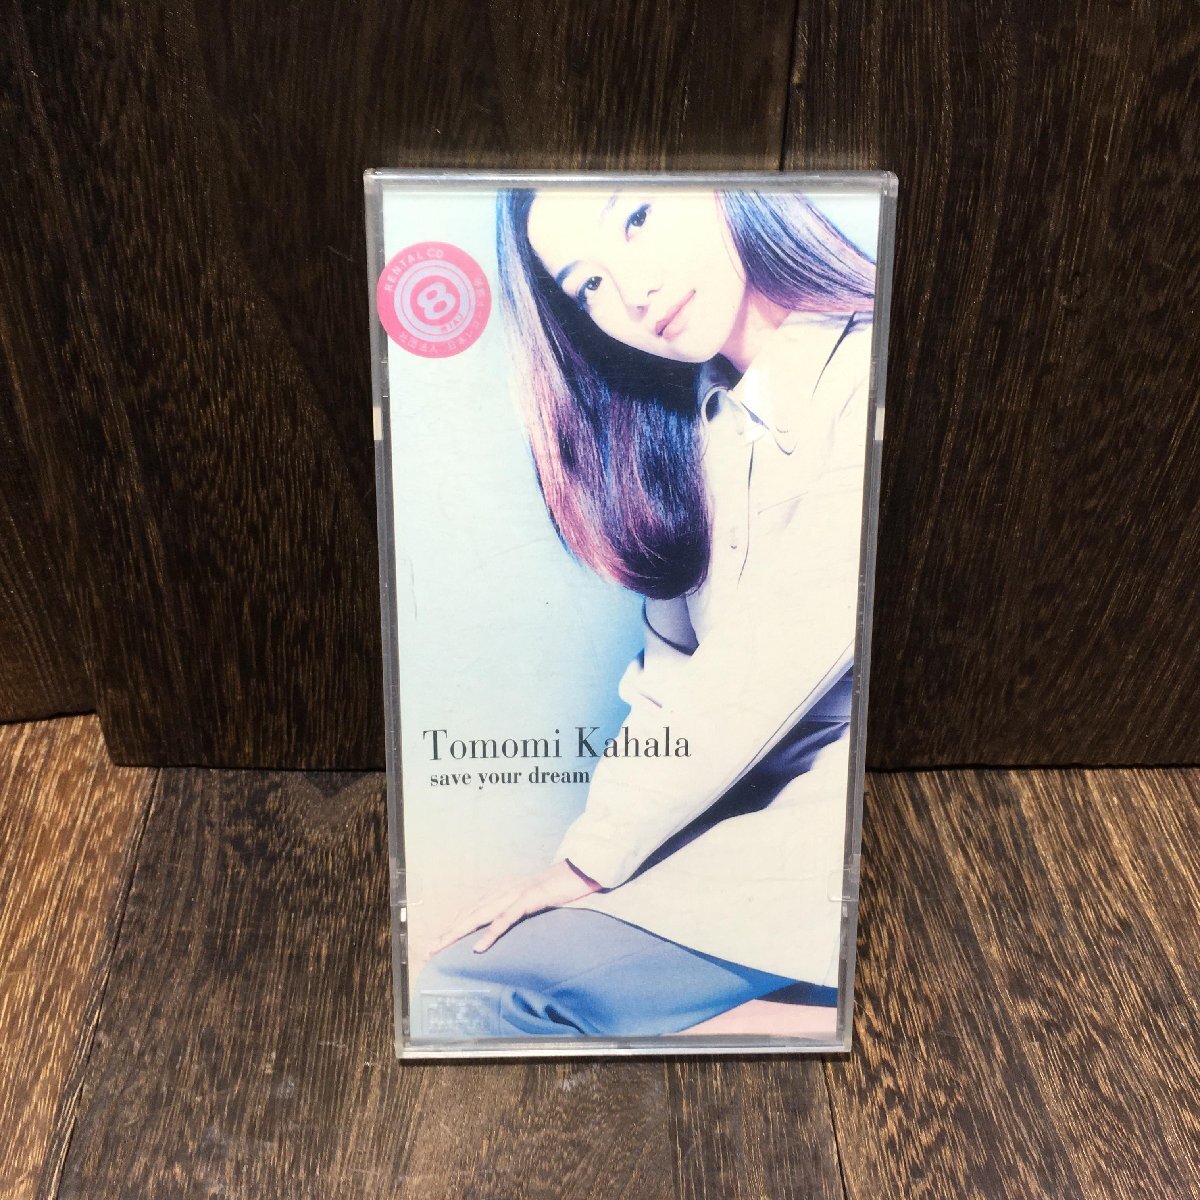 RENTAL CD
8
Tomomi Kahala
save your dream